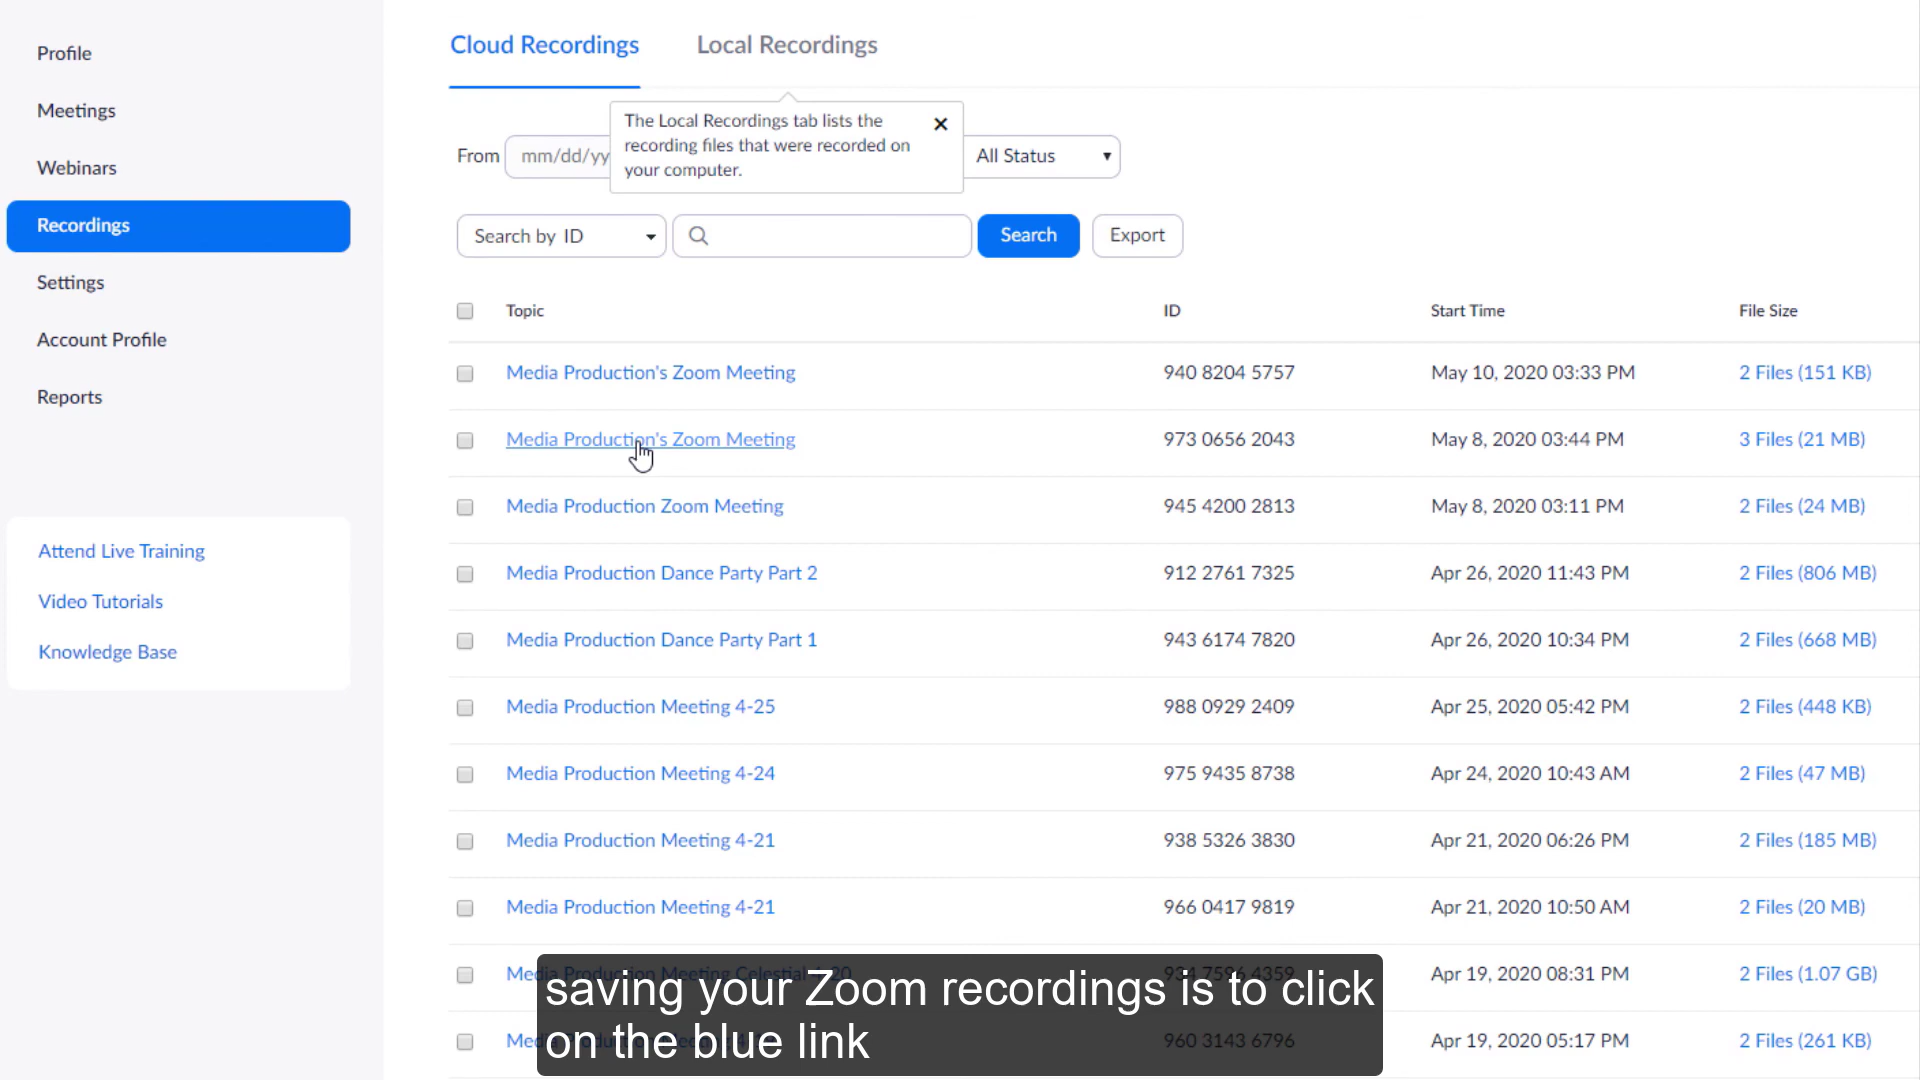 Profile
Meetings
Webinars
Recordings
Settings
Account Profile
Reports
Attend Live Training
Video Tutorials
Knowledge Base
Cloud Recordings Local Recordings
The Local Recordings tab lists the
recording files that were recorded on
your computer.
From mm/dd/yy All Status
Search by ID Search Export
Topic ID Start Time File Size
Media Production's Zoom Meeting 940 8204 5757 May 10, 2020 03:33 PM 2 Files (151 KB)
Media Production's Zoom Meeting 973 0656 2043 May 8, 2020 03:44 PM 3 Files (21 MB)
Media Production Zoom Meeting 945 4200 2813 May 8, 2020 03:11 PM 2 Files (24 MB)
Media Production Dance Party Part 2 912 2761 7325 Apr 26, 2020 11:43 PM 2 Files (806 MB)
Media Production Dance Party Part 1 943 6174 7820 Apr 26, 2020 10:34 PM 2 Files (668 MB)
Media Production Meeting 4-25 988 0929 2409 Apr 25, 2020 05:42 PM 2 Files (448 KB)
Media Production Meeting 4-24 975 9435 8738 Apr 24, 2020 10:43 AM 2 Files (47 MB)
Media Production Meeting 4-21 938 5326 3830 Apr 21, 2020 06:26 PM 2 Files (185 MB)
Media Production Meeting 4-21 966 0417 9819 Apr 21, 2020 10:50 AM 2 Files (20 MB)
Apr 19, 2020 08:31 PM 2 Files (1.07 GB)
960 3143 6796 Apr 19, 2020 05:17 PM 2 Files (261 KB)
saving your Zoom recordings is to click
on the blue link